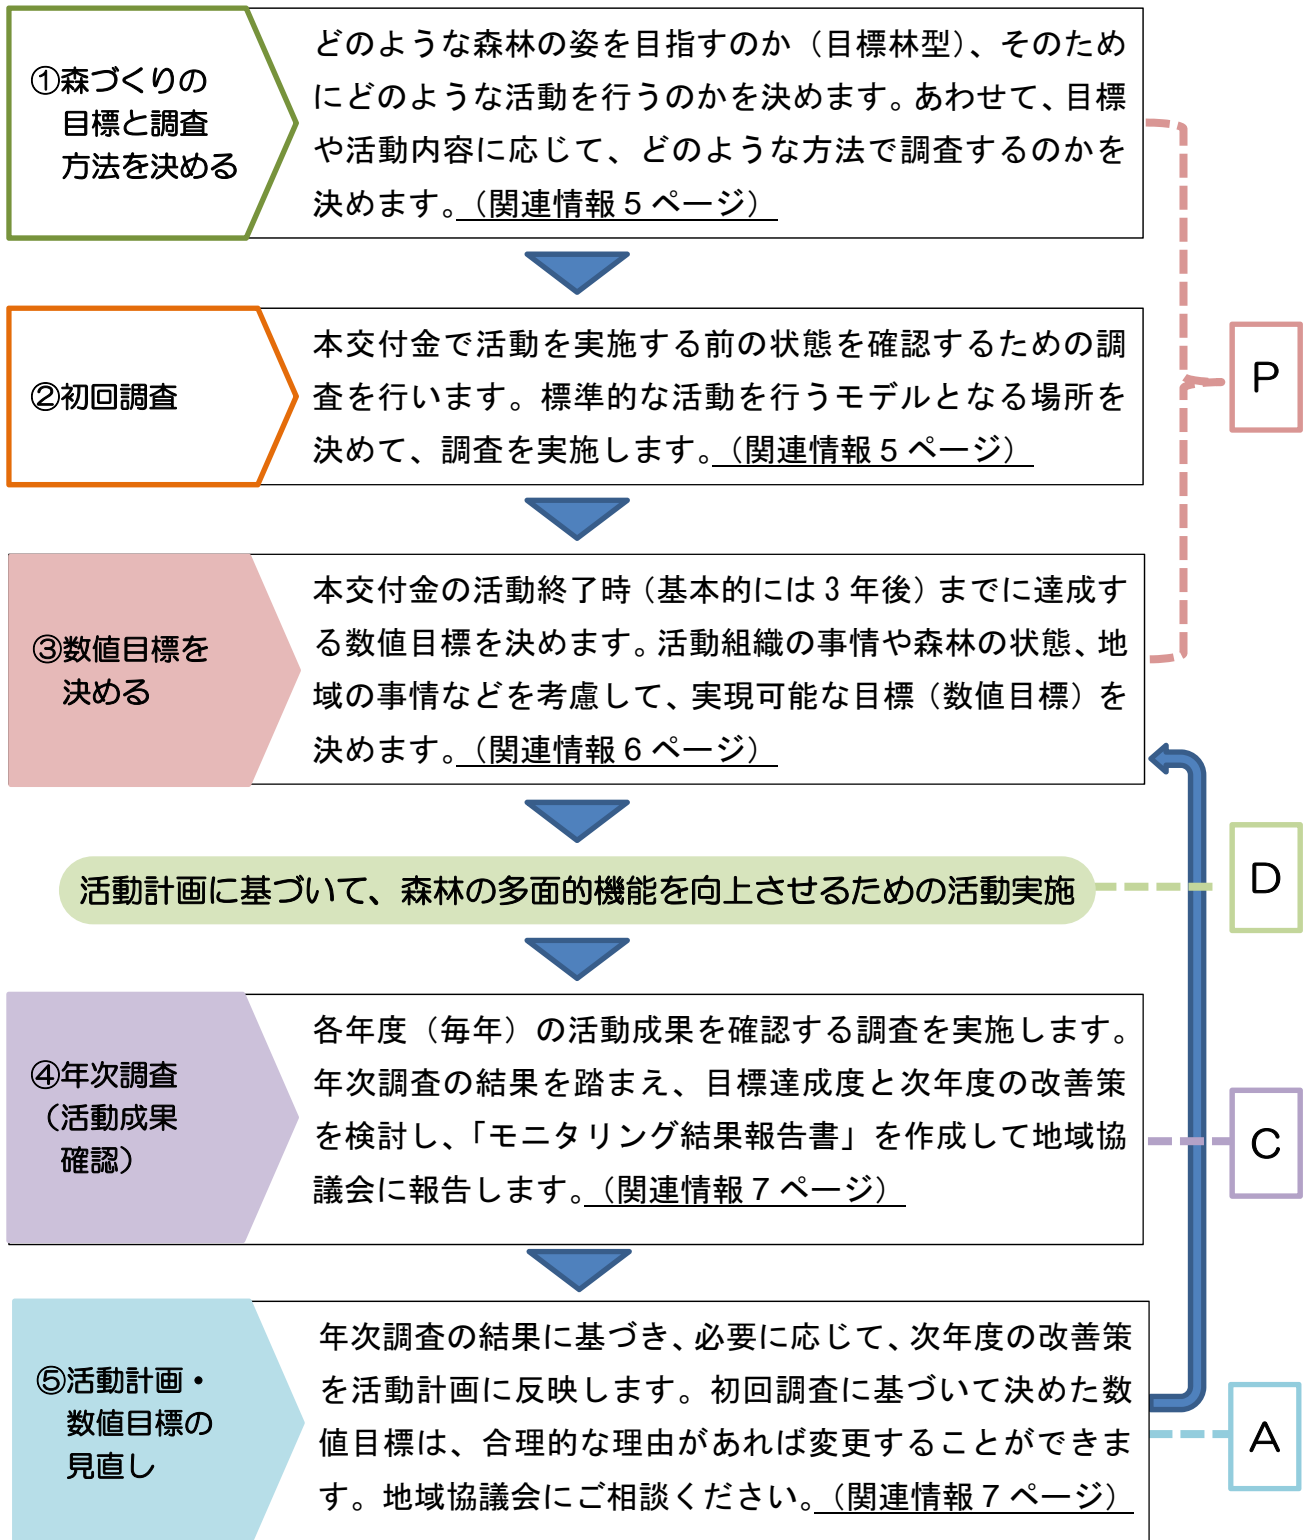 ①森づくりの
目標と調査
方法を決める
どのような森林の姿を目指すのか（目標林型）、そのため
にどのような活動を行うのかを決めます。あわせて、目標
や活動内容に応じて、どのような方法で調査するのかを
決めます。（関連情報５ページ）
②初回調査
本交付金で活動を実施する前の状態を確認するための調
査を行います。標準的な活動を行うモデルとなる場所を
決めて、調査を実施します。（関連情報５ページ）
P
③数値目標を
決める
本交付金の活動終了時（基本的には３年後）までに達成す
る数値目標を決めます。活動組織の事情や森林の状態、地
域の事情などを考慮して、実現可能な目標（数値目標）を
決めます。（関連情報６ページ）
活動計画に基づいて、森林の多面的機能を向上させるための活動実施
D
④年次調査
（活動成果
確認）
各年度（毎年）の活動成果を確認する調査を実施します。
年次調査の結果を踏まえ、目標達成度と次年度の改善策
を検討し、「モニタリング結果報告書」を作成して地域協
議会に報告します。（関連情報７ページ）
C
⑤活動計画・
数値目標の
見直し
年次調査の結果に基づき、必要に応じて、次年度の改善策
を活動計画に反映します。初回調査に基づいて決めた数
値目標は、合理的な理由があれば変更することができま
す。地域協議会にご相談ください。（関連情報７ページ）
A